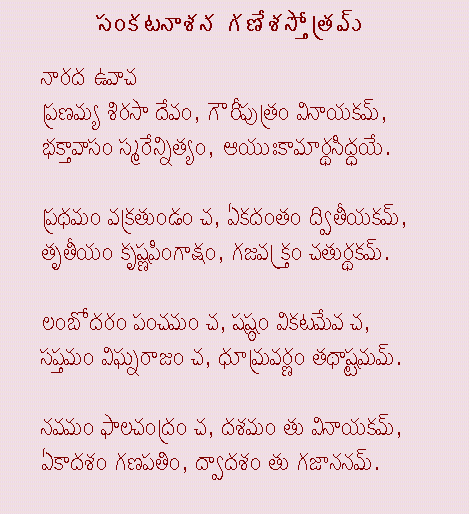 సంకటనాశన గణేశస్తోత్రమ్
నారద ఉవాచ
ప్రణమ్య శిరసా దేవం, గౌరీపుత్రం వినాయకమ్,
భక్తావాసం స్మరేన్నిత్యం, ఆయుఃకామార్థసిద్ధయే.
ప్రథమం వక్రతుండం చ, ఏకదంతం ద్వితీయకమ్,
తృతీయం కృష్ణపింగాక్షం, గజవక్త్రం చతుర్థకమ్.
లంబోదరం పంచమం చ, షష్ఠం వికటమేవ చ,
సప్తమం విఘ్నరాజం చ, ధూమ్రవర్ణం తథాష్టమమ్.
నవమం ఫాలచంద్రం చ, దశమం తు వినాయకమ్,
ఏకాదశం గణపతిం, ద్వాదశం తు గజాననమ్.